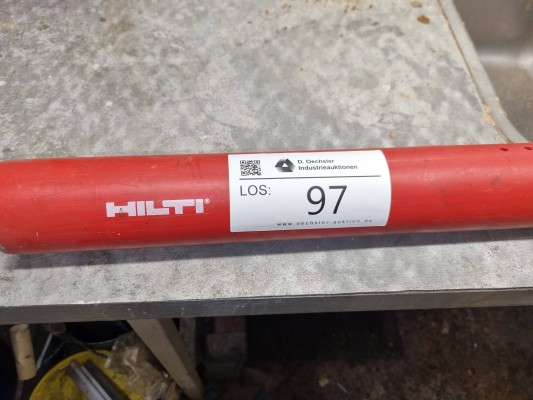 HILTI
D. Oechsler
Industrieauktionen
LOS:
97
www.oechsler-auktion.de